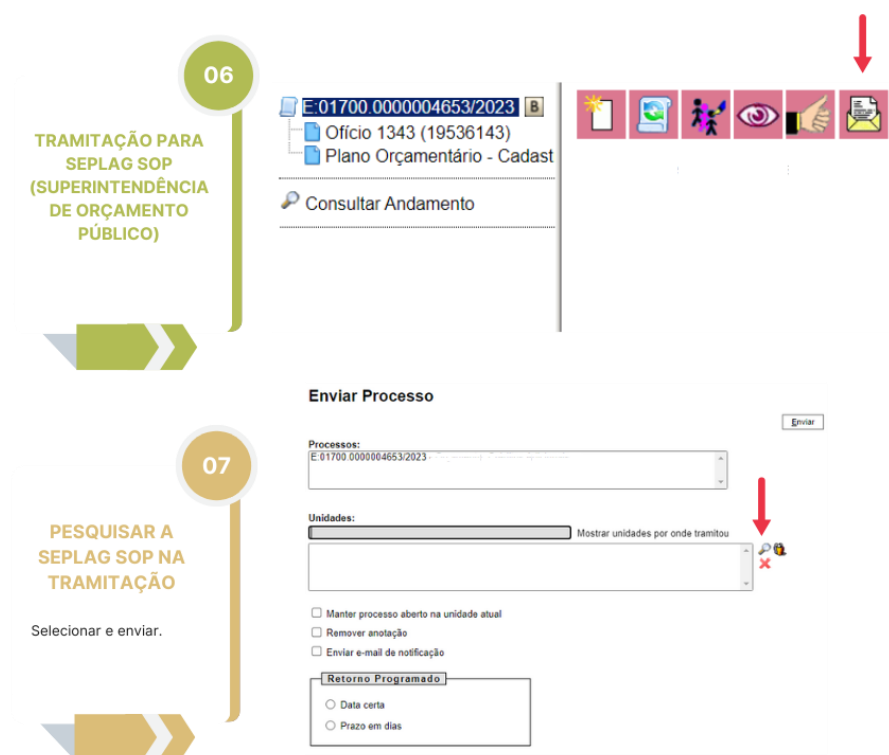 06
TRAMITAÇÃO PARA
SEPLAG SOP
(SUPERINTENDÊNCIA
DE ORÇAMENTO
PÚBLICO)
E:01700.0000004653/2023 B
Ofício 1343 (19536143)
Plano Orçamentário - Cadast
Consultar Andamento
07
PESQUISAR A
SEPLAG SOP NA
TRAMITAÇÃO
Selecionar e enviar.
Enviar Processo
Enviar
Processos:
E:01700.0000004653/2023
Unidades:
Mostrar unidades por onde tramitou
Manter processo aberto na unidade atual
Remover anotação
Enviar e-mail de notificação
Retorno Programado
Data certa
Prazo em dias